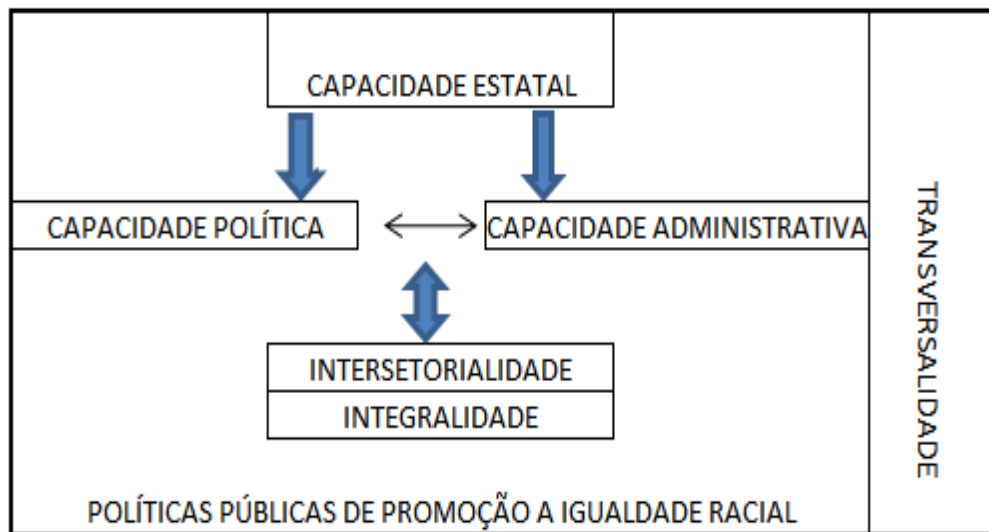 CAPACIDADE ESTATAL
CAPACIDADE POLÍTICA
CAPACIDADE ADMINISTRATIVA
INTERSETORIALIDADE
INTEGRALIDADE
POLÍTICAS PÚBLICAS DE PROMOÇÃO A IGUALDADE RACIAL
TRANSVERSALIDADE